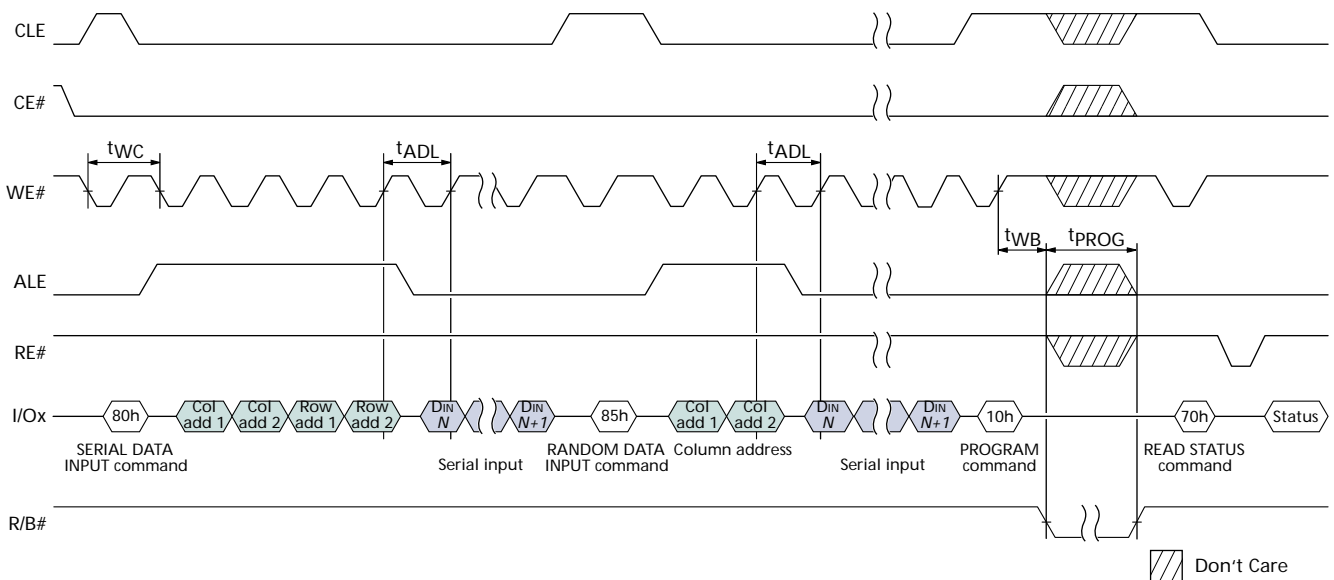 CLE
CE#
tWC
tADL
tADL
WE#
tWB
tPROG
ALE
RE#
I/Ox
80h
Col
add 1
Col
add 2
Row
add 1
Row
add 2
DIN
N
DIN
N+1
85h
Col
add 1
Col
add 2
DIN
N
DIN
N+1
10h
70h
Status
SERIAL DATA
INPUT command
Serial input
RANDOM DATA
INPUT command
Column address
Serial input
PROGRAM
command
READ STATUS
command
R/B#
Don't Care